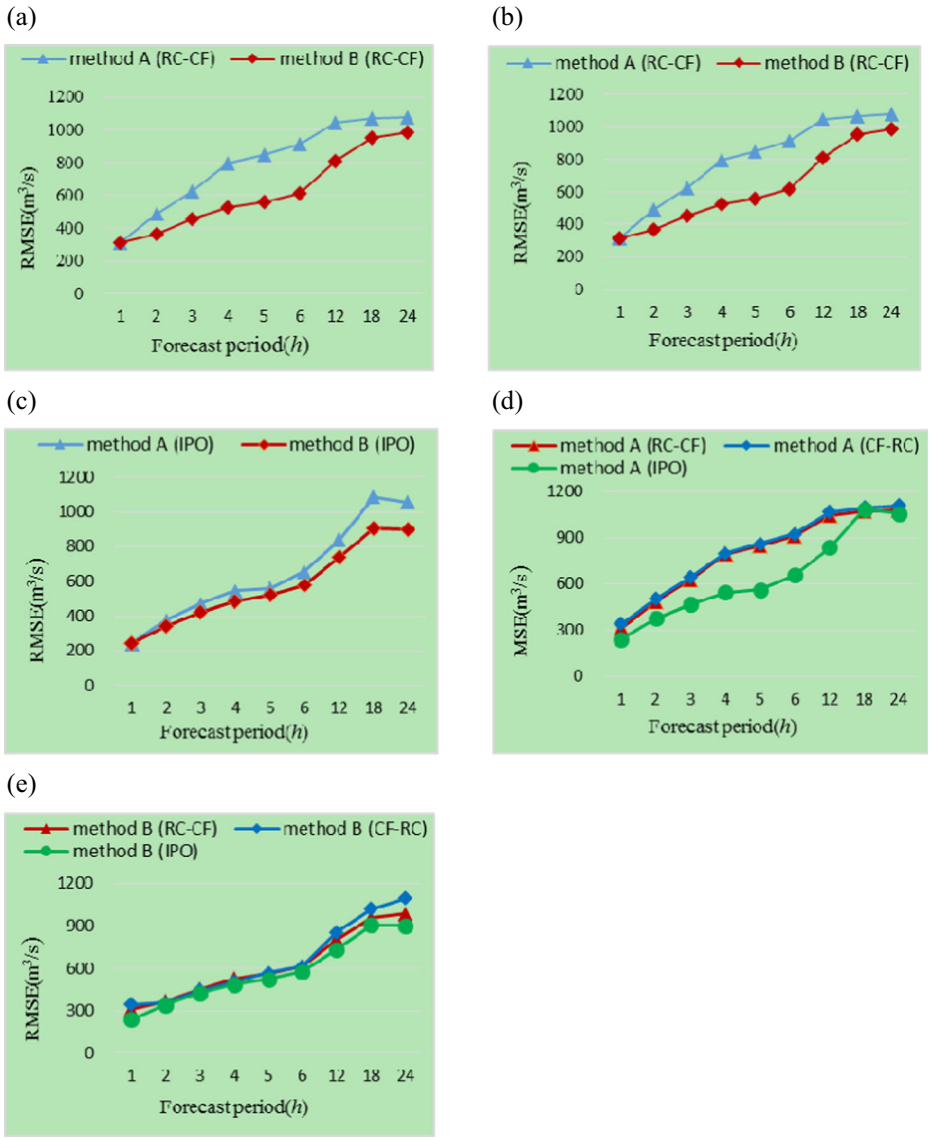 (a)
method A (RC-CF) method B (RC-CF)
1200
1000
800
600
400
200
0
RMSE(m³/s)
1 2 3 4 5 6 12 18 24
Forecast period(h)
(b)
method A (RC-CF) method B (RC-CF)
1200
1000
800
600
400
200
0
RMSE(m³/s)
1 2 3 4 5 6 12 18 24
Forecast period(h)
(c)
method A (IPO) method B (IPO)
1200
1000
800
600
400
200
0
RMSE(m³/s)
1 2 3 4 5 6 12 18 24
Forecast period(h)
(d)
method A (RC-CF) method A (CF-RC)
method A (IPO)
1200
900
600
300
0
MSE(m³/s)
1 2 3 4 5 6 12 18 24
Forecast period(h)
(e)
method B (RC-CF) method B (CF-RC)
method B (IPO)
1200
900
600
300
0
RMSE(m³/s)
1 2 3 4 5 6 12 18 24
Forecast period(h)